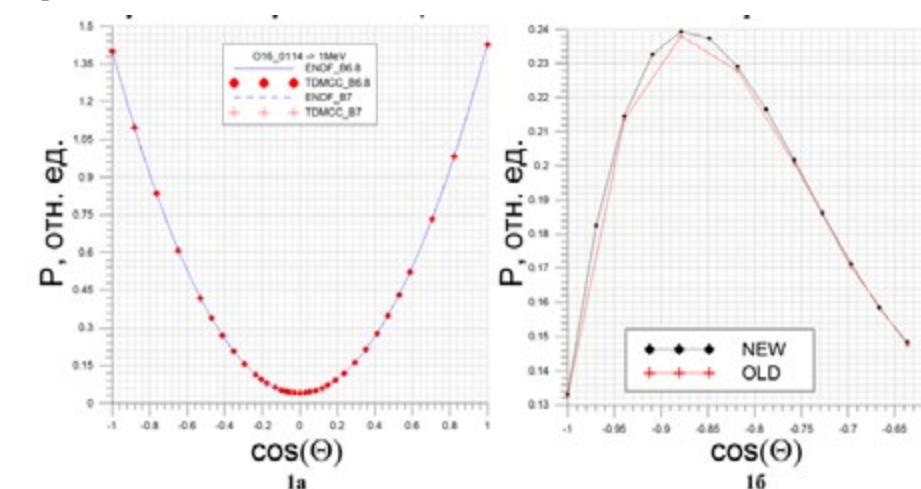 1.5
1.35
1.2
1.05
0.9
0.75
0.6
0.45
0.3
0.15
0
P, отн. ед.
O16_0114 -> 1MeV
ENDF_B6.8
TDMCC_B6.8
ENDF_B7
TDMCC_B7
-1 -0.8 -0.6 -0.4 -0.2 0 0.2 0.4 0.6 0.8 1
cos(Θ)
1а
0.24
0.23
0.22
0.21
0.2
0.19
0.18
0.17
0.16
0.15
0.14
0.13
P, отн. ед.
NEW
OLD
-1 -0.95 -0.9 -0.85 -0.8 -0.75 -0.7 -0.65
cos(Θ)
1б